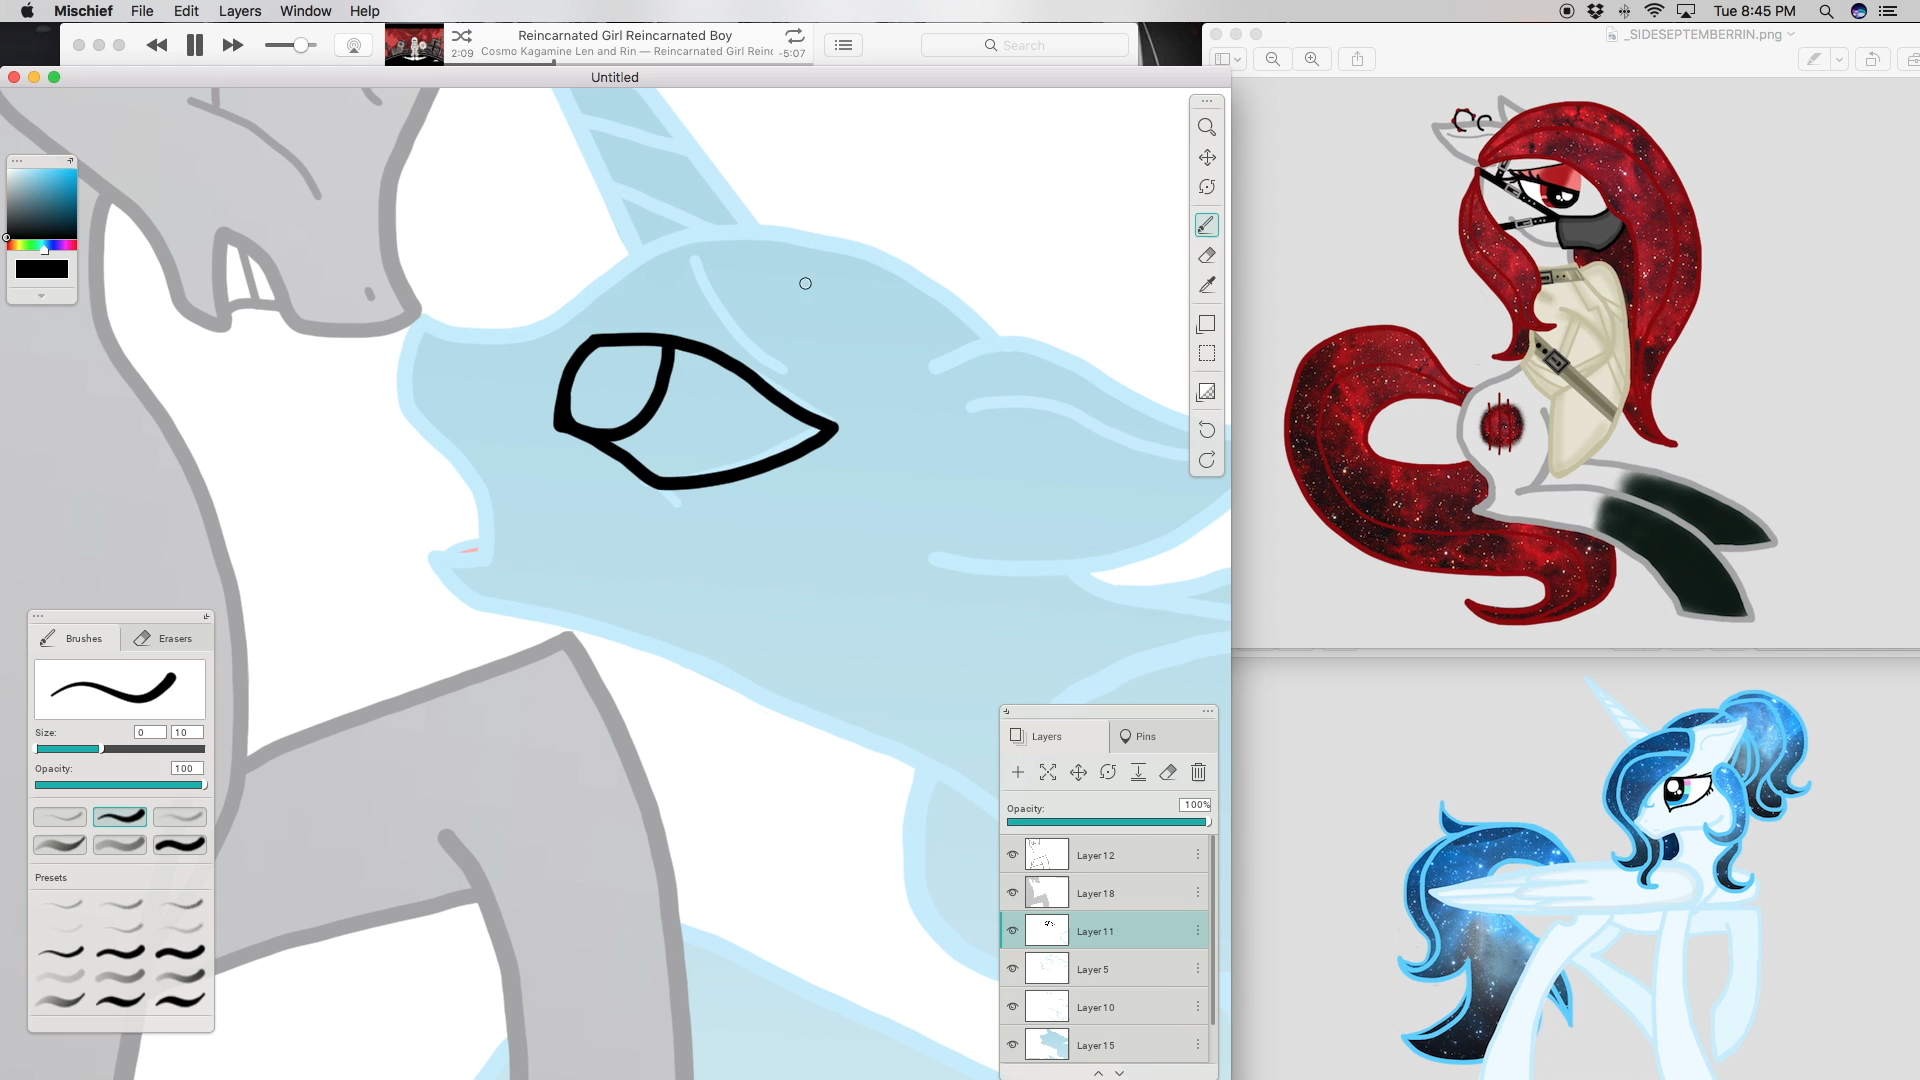 Mischief File Edit Layers Window Help
Tue 8:45 PM
Reincarnated Girl Reincarnated Boy
2:09 Cosmo Kagamine Len and Rin — Reincarnated Girl Reinc -5:07
Search
_SIDESEPTEMBERRIN.png
Untitled
Brushes Erasers
Size: 0 10
Opacity: 100
Presets
Layers Pins
Opacity: 100%
Layer 12
Layer 18
Layer 11
Layer 5
Layer 10
Layer 15